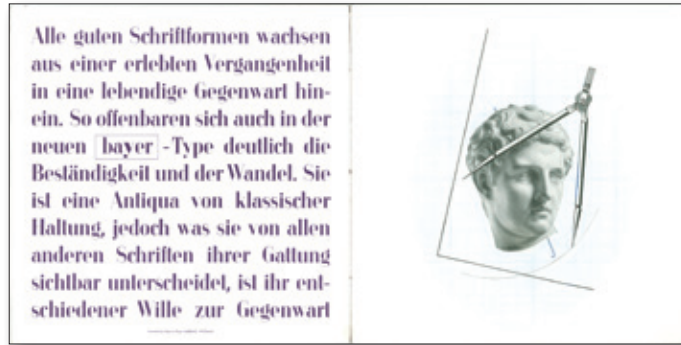 Alle guten Schriftformen wachsen
aus einer erlebten Vergangenheit
in eine lebendige Gegenwart hin-
ein. So offenbaren sich auch in der
neuen bayer -Type deutlich die
Beständigkeit und der Wandel. Sie
ist eine Antiqua von klassischer
Haltung, jedoch was sie von allen
anderen Schriften ihrer Gattung
sichtbar unterscheidet, ist ihr ent-
schiedener Wille zur Gegenwart